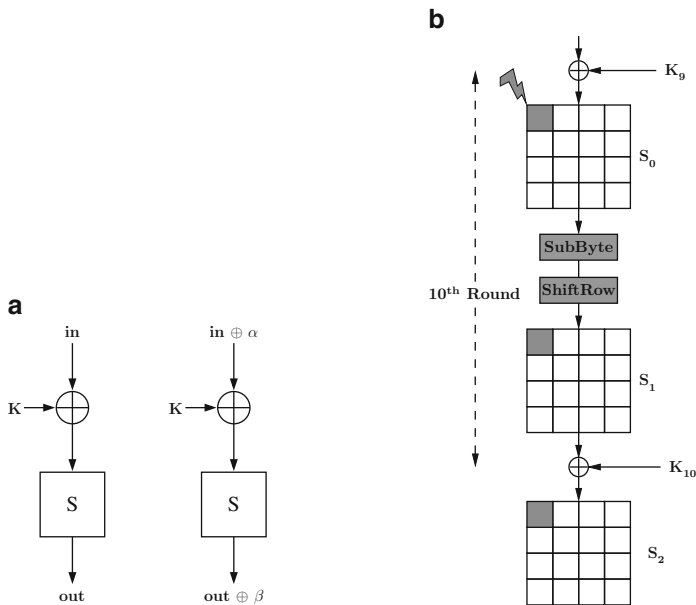 a
in
K
S
out
in ⊕ α
K
S
out ⊕ β
b
K₉
S₀
SubByte
ShiftRow
10ᵗʰ Round
S₁
K₁₀
S₂